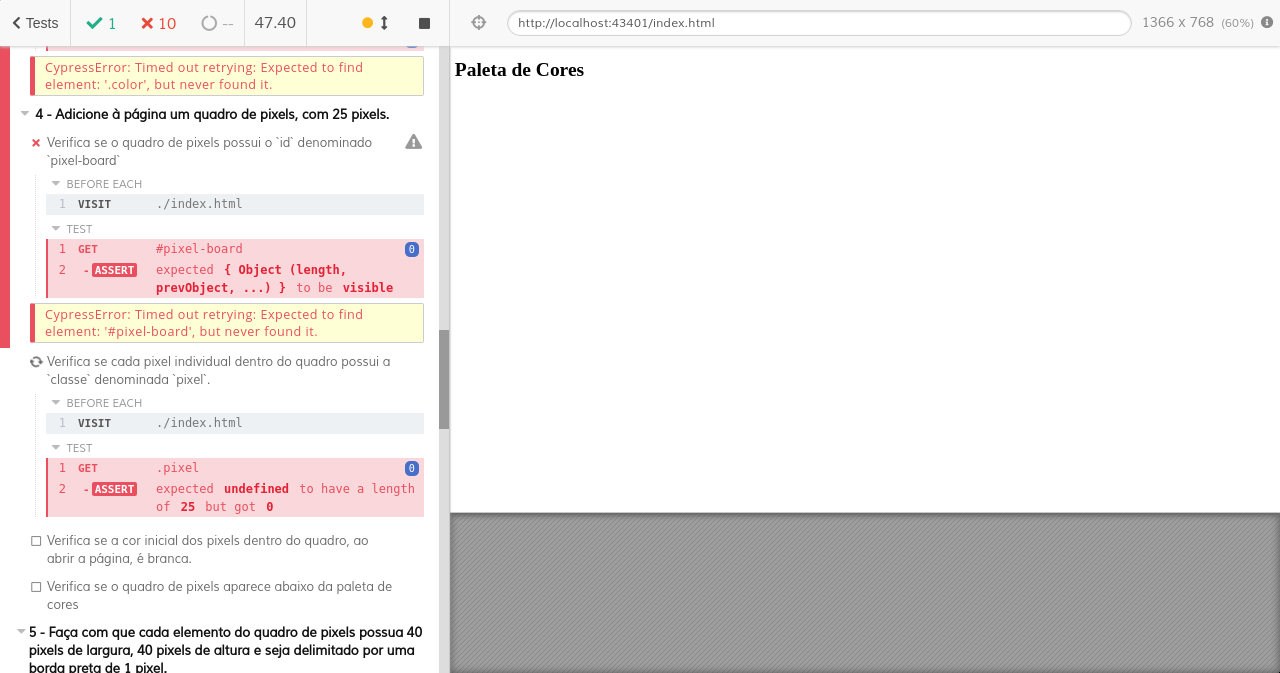 Tests 1 10 -- 47.40 http://localhost:43401/index.html 1366 x 768 (60%)
CypressError: Timed out retrying: Expected to find
element: '.color', but never found it.
4 - Adicione à página um quadro de pixels, com 25 pixels.
Verifica se o quadro de pixels possui o `id` denominado
`pixel-board`
BEFORE EACH
1 VISIT ./index.html
TEST
1 GET #pixel-board 0
2 - ASSERT expected { Object (length,
prevObject, ...) } to be visible
CypressError: Timed out retrying: Expected to find
element: '#pixel-board', but never found it.
Verifica se cada pixel individual dentro do quadro possui a
`classe` denominada `pixel`.
BEFORE EACH
1 VISIT ./index.html
TEST
1 GET .pixel 0
2 - ASSERT expected undefined to have a length
of 25 but got 0
Verifica se a cor inicial dos pixels dentro do quadro, ao
abrir a página, é branca.
Verifica se o quadro de pixels aparece abaixo da paleta de
cores
5 - Faça com que cada elemento do quadro de pixels possua 40
pixels de largura, 40 pixels de altura e seja delimitado por uma
borda preta de 1 pixel.
Paleta de Cores